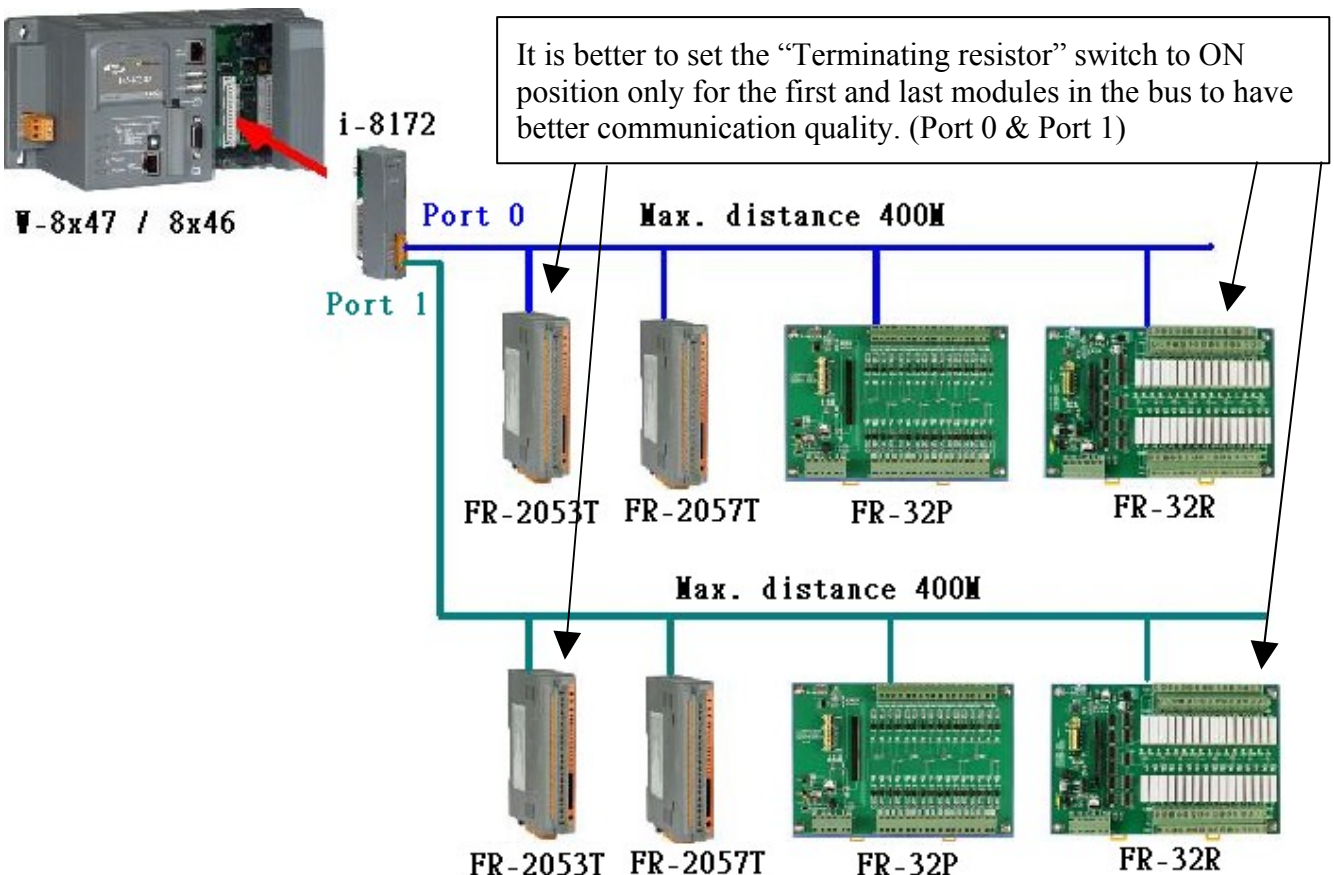 It is better to set the “Terminating resistor” switch to ON
position only for the first and last modules in the bus to have
better communication quality. (Port 0 & Port 1)
i-8172
W-8x47 / 8x46
Port 0
Max. distance 400M
Port 1
FR-2053T
FR-2057T
FR-32P
FR-32R
Max. distance 400M
FR-2053T
FR-2057T
FR-32P
FR-32R